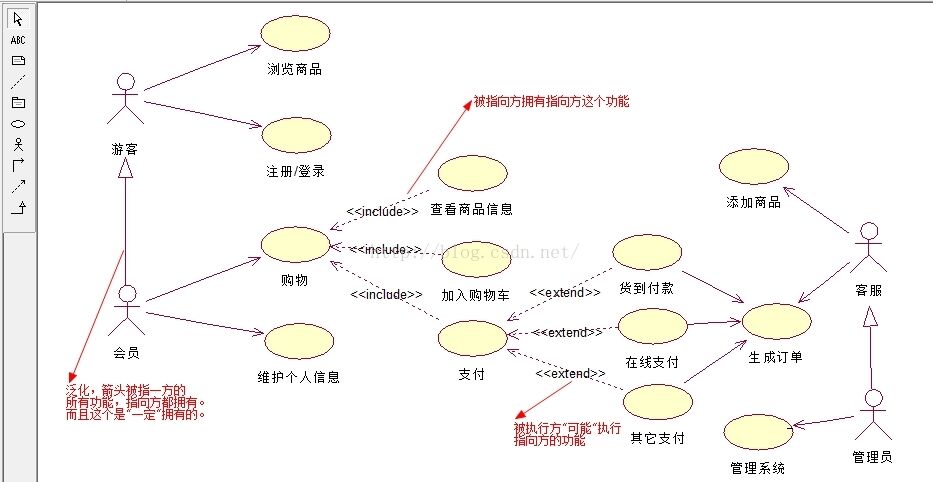 ABC
浏览商品
被指向方拥有指向方这个功能
游客
注册/登录
<<include>>
查看商品信息
添加商品
<<include>>
http://blog.csdn.net/
购物
加入购物车
<<include>>
<<extend>>
货到付款
客服
会员
<<extend>>
维护个人信息
支付
在线支付
生成订单
<<extend>>
泛化，箭头被指一方的
所有功能，指向方都拥有。
而且这个是“一定”拥有的。
被执行方“可能”执行
指向方的功能
其它支付
管理系统
管理员